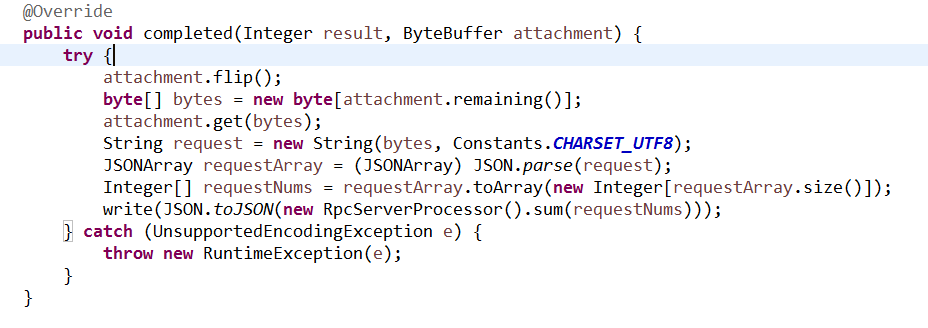 @Override
public void completed(Integer result, ByteBuffer attachment) {
try {
attachment.flip();
byte[] bytes = new byte[attachment.remaining()];
attachment.get(bytes);
String request = new String(bytes, Constants.CHARSET_UTF8);
JSONArray requestArray = (JSONArray) JSON.parse(request);
Integer[] requestNums = requestArray.toArray(new Integer[requestArray.size()]);
write(JSON.toJSON(new RpcServerProcessor().sum(requestNums)));
} catch (UnsupportedEncodingException e) {
throw new RuntimeException(e);
}
}